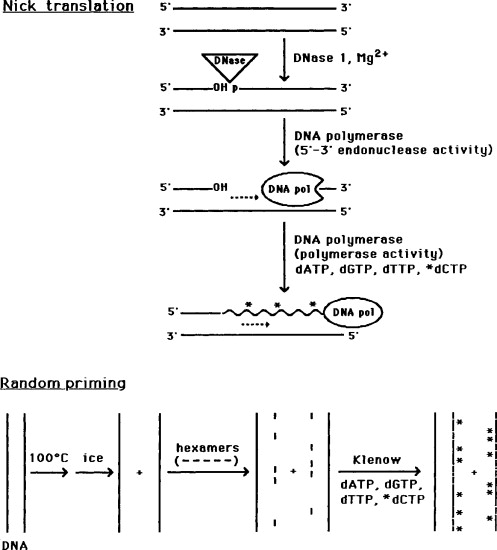 Nick translation
5' 3'
3' 5'
DNase
DNase 1, Mg2+
5' OH p 3'
3' 5'
DNA polymerase
(5'-3' endonuclease activity)
5' OH DNA pol 3'
3' 5'
DNA polymerase
(polymerase activity)
dATP, dGTP, dTTP, *dCTP
* * *
5' DNA pol
3' 5'
Random priming
100°C ice + hexamers
(-----)
+ Klenow
dATP, dGTP,
dTTP, *dCTP
+
DNA